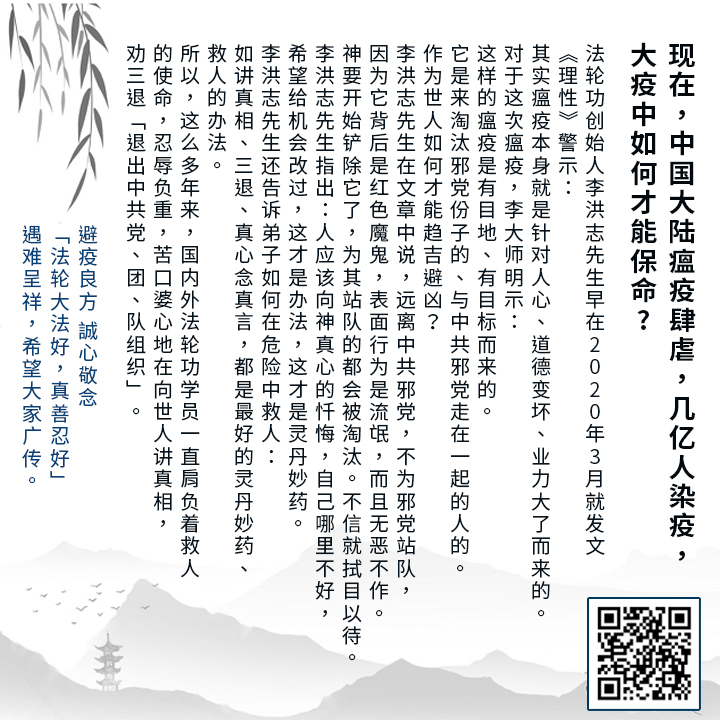 现在，中国大陆瘟疫肆虐，几亿人染疫，
大疫中如何才能保命？
法轮功创始人李洪志先生早在2020年3月就发文
《理性》警示：
其实瘟疫本身就是针对人心、道德变坏、业力大了而来的。
对于这次瘟疫，李大师明示：
这样的瘟疫是有目地、有目标而来的。
它是来淘汰邪党份子的、与中共邪党走在一起的人的。
作为世人如何才能趋吉避凶？
李洪志先生在文章中说，远离中共邪党，不为邪党站队，
因为它背后是红色魔鬼，表面行为是流氓，而且无恶不作。
神要开始铲除它了，为其站队的都会被淘汰。不信就拭目以待。
李洪志先生指出：人应该向神真心的忏悔，自己哪里不好，
希望给机会改过，这才是办法，这才是灵丹妙药。
李洪志先生还告诉弟子如何在危险中救人：
如讲真相、三退、真心念真言，都是最好的灵丹妙药、
救人的办法。
所以，这么多年来，国内外法轮功学员一直肩负着救人
的使命，忍辱负重，苦口婆心地在向世人讲真相，
劝三退「退出中共党、团、队组织」。
避疫良方 誠心敬念
「法轮大法好，真善忍好」
遇难呈祥，希望大家广传。